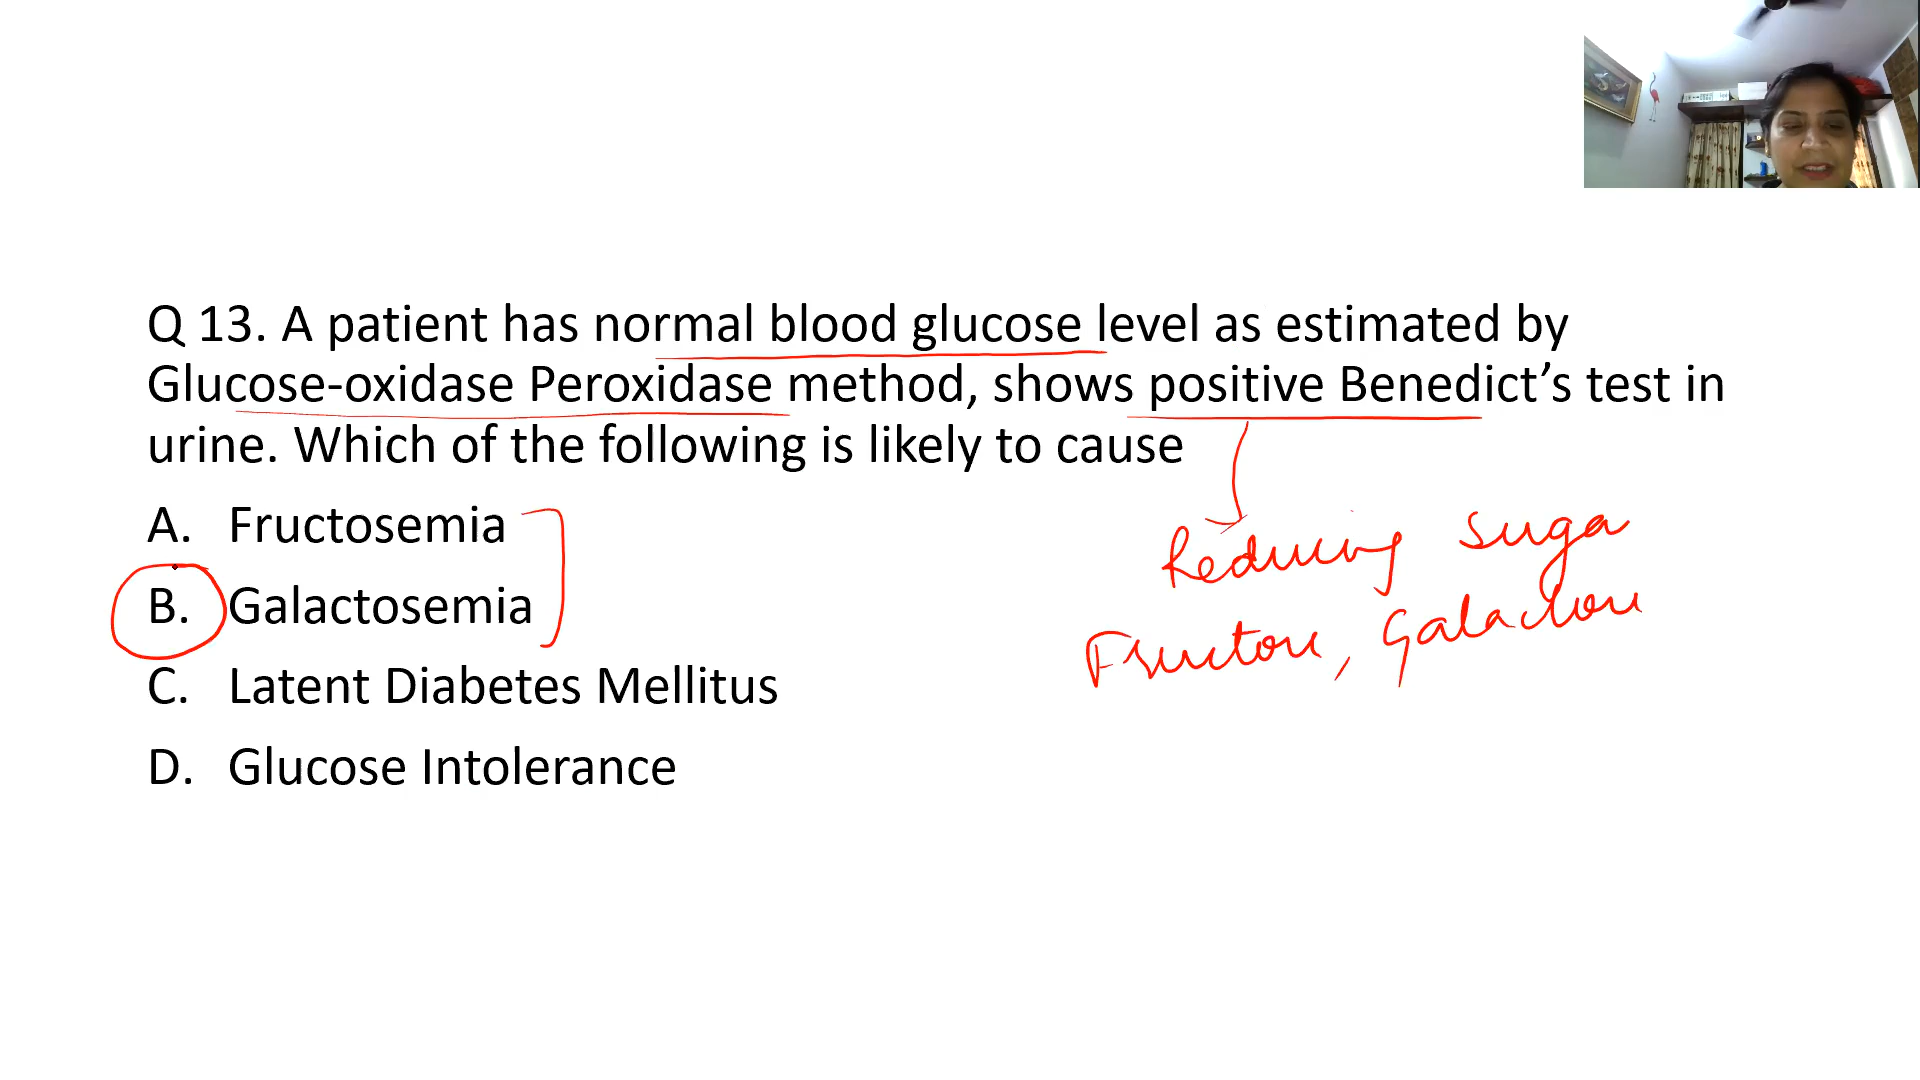 Q 13. A patient has normal blood glucose level as estimated by
Glucose-oxidase Peroxidase method, shows positive Benedict’s test in
urine. Which of the following is likely to cause
A. Fructosemia
B. Galactosemia
C. Latent Diabetes Mellitus
D. Glucose Intolerance
Reducing Suga
Fructose, Galactose